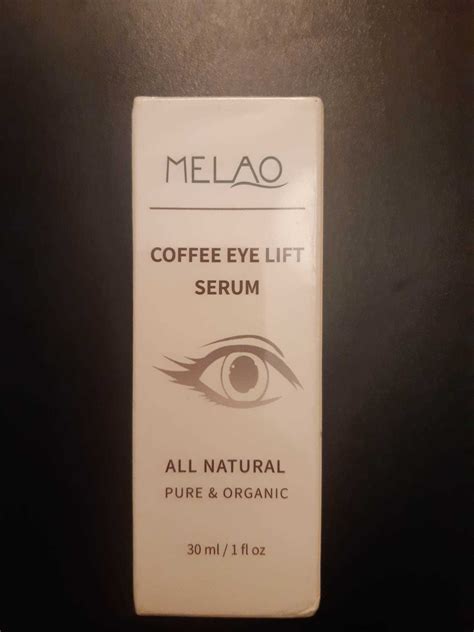 MELAO
COFFEE EYE LIFT
SERUM
ALL NATURAL
PURE & ORGANIC
30 ml / 1 fl oz